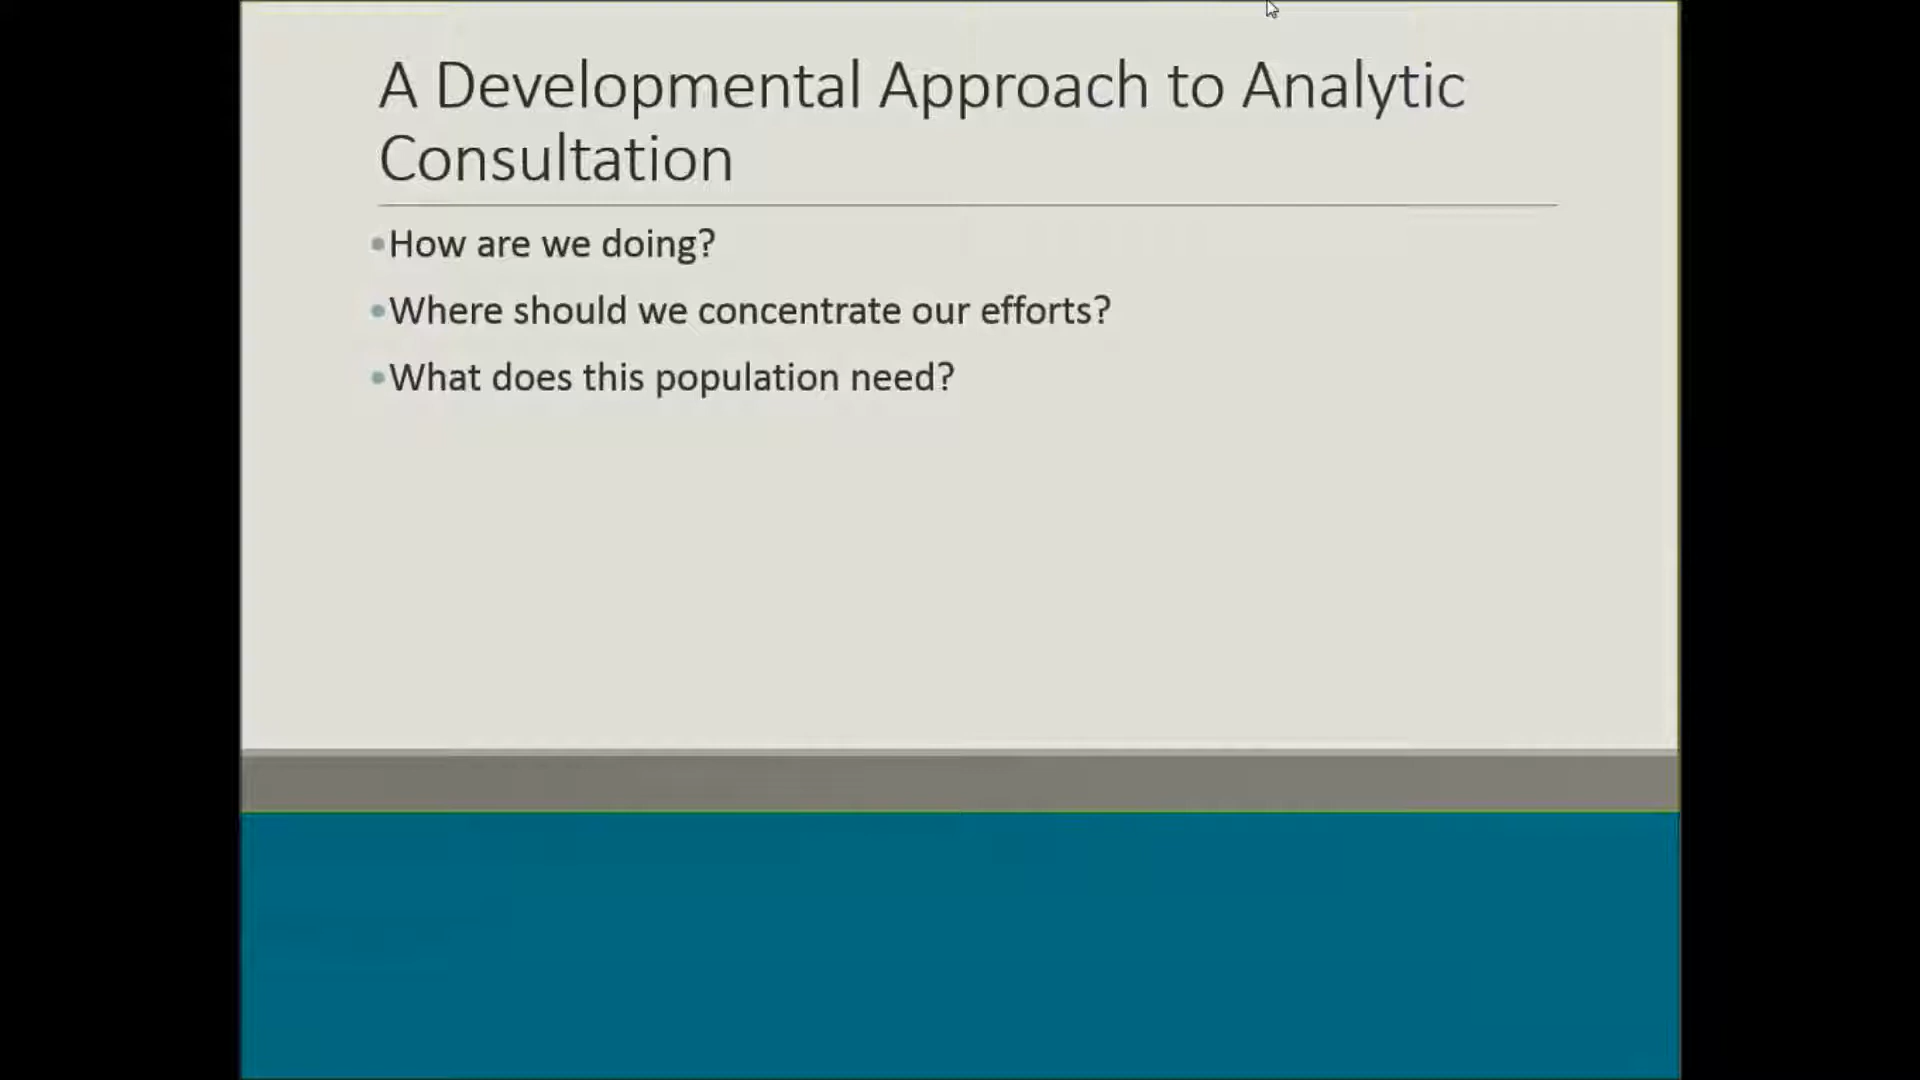 A Developmental Approach to Analytic
Consultation
•How are we doing?
•Where should we concentrate our efforts?
•What does this population need?